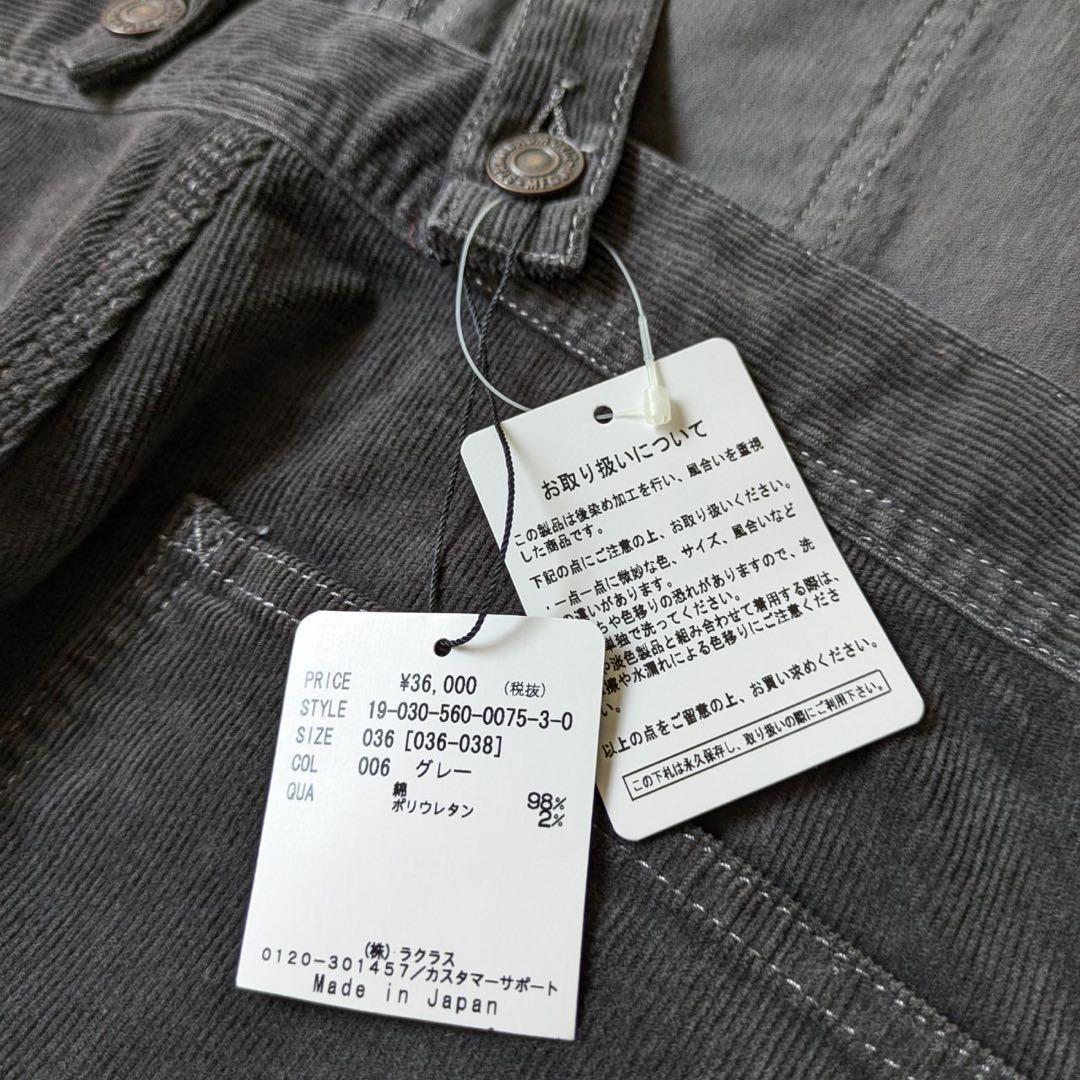 お取り扱いについて
この製品は後染め加工を行い、風合いを重視
した商品です。
下記の点にご注意の上、お取り扱いください。
・一点一点に微妙な色、サイズ、風合いなど
の違いがあります。
ちや色移りの恐れがありますので、洗
単独で洗ってください。
や淡色製品と組み合わせて着用する際は、
擦や水濡れによる色移りにご注意くださ
い。
以上の点をご留意の上、お買い求めください。
この下札は永久保存し、取り扱いの際にご利用下さい。
PRICE ¥36,000 (税抜)
STYLE 19-030-560-0075-3-0
SIZE 036 [036-038]
COL 006 グレー
QUA 綿 98%
ポリウレタン 2%
(株) ラクラス
0120-301457/カスタマーサポート
Made in Japan